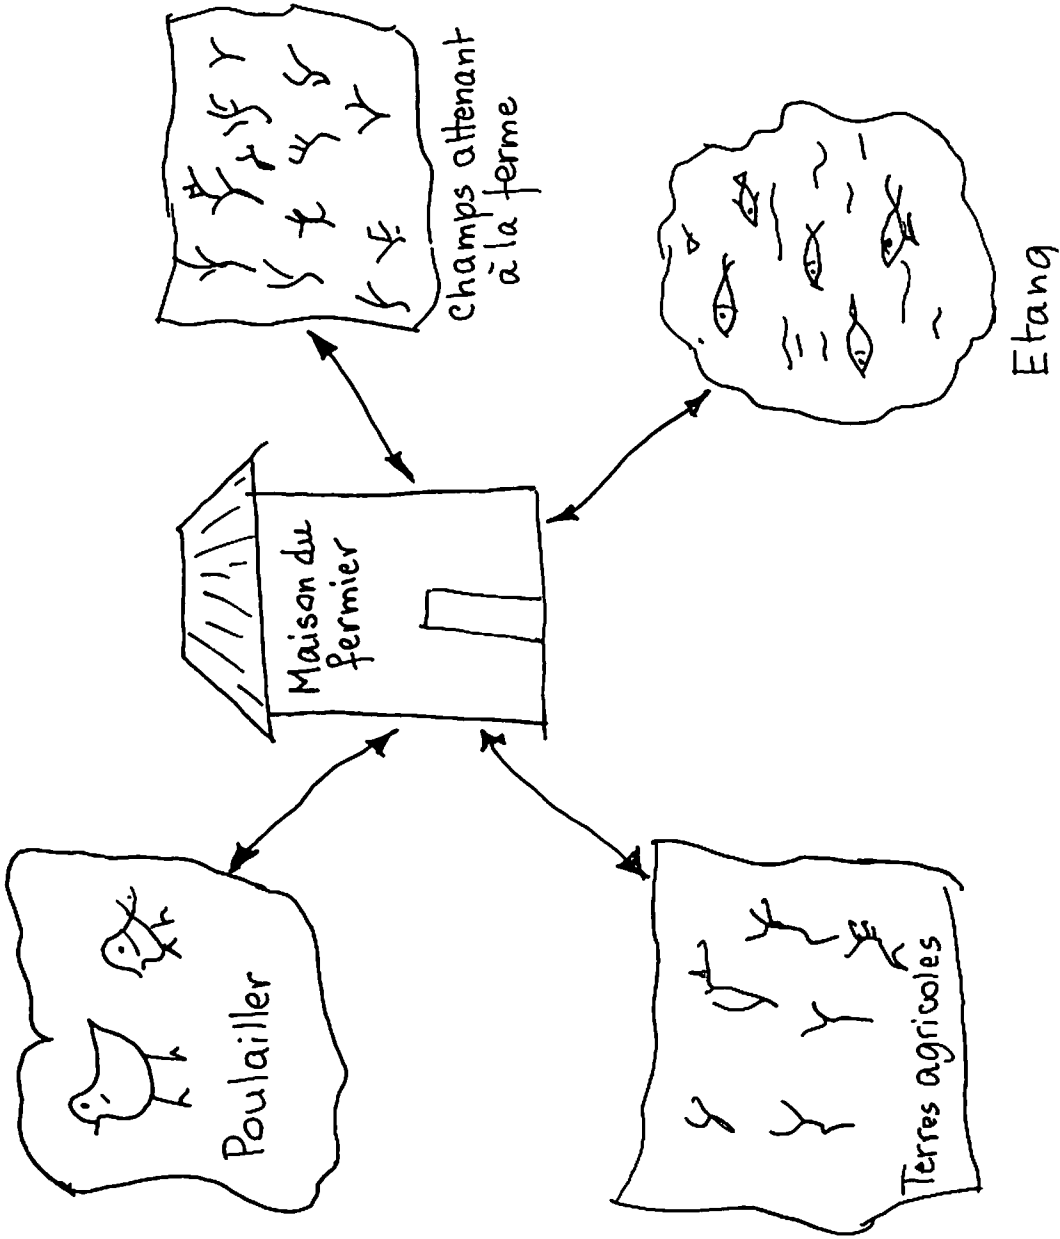 Poulailler
Maison du
fermier
Champs attenant
à la ferme
Terres agricoles
Etang